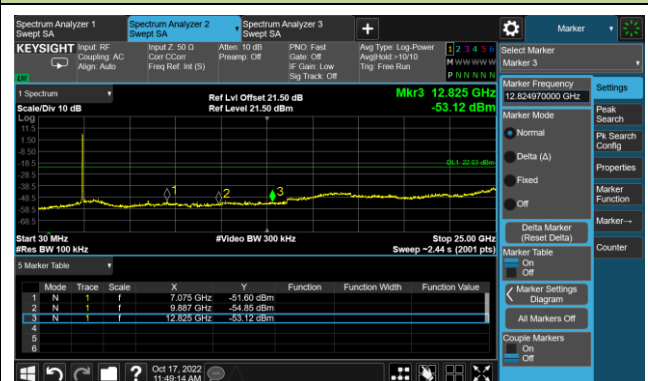 Spectrum Analyzer 1
Swept SA
Spectrum Analyzer 2
Swept SA
Spectrum Analyzer 3
Swept SA
Marker
KEYSIGHT
Input: RF
Coupling: AC
Align: Auto
Input Z: 50 Ω
Corr CCorr
Freq Ref: Int (S)
Atten: 10 dB
Preamp: Off
PNO: Fast
Gate: Off
IF Gain: Low
Sig Track: Off
Avg Type: Log-Power
Avg|Hold:>10/10
Trig: Free Run
1 2 3 4 5 6
M W W W W W
P N N N N N
Select Marker
Marker 3
1 Spectrum
Scale/Div 10 dB
Ref Lvl Offset 21.50 dB
Ref Level 21.50 dBm
Mkr3 12.825 GHz
-53.12 dBm
Log
11.5
1.50
-8.50
-18.5
-28.5
-38.5
-48.5
-58.5
-68.5
1
2
3
Start 30 MHz
#Res BW 100 kHz
#Video BW 300 kHz
Stop 25.00 GHz
Sweep ~2.44 s (2001 pts)
5 Marker Table
Mode Trace Scale X Y Function Function Width Function Value
1 N 1 f 7.075 GHz -51.60 dBm
2 N 1 f 9.887 GHz -54.85 dBm
3 N 1 f 12.825 GHz -53.12 dBm
4
5
6
Marker Frequency
12.824970000 GHz
Marker Mode
Normal
Delta (Δ)
Fixed
Off
Delta Marker
(Reset Delta)
Marker Table
On
Off
Marker Settings
Diagram
All Markers Off
Couple Markers
On
Off
Settings
Peak
Search
Pk Search
Config
Properties
Marker
Function
Marker→
Counter
?
Oct 17, 2022
11:49:14 AM